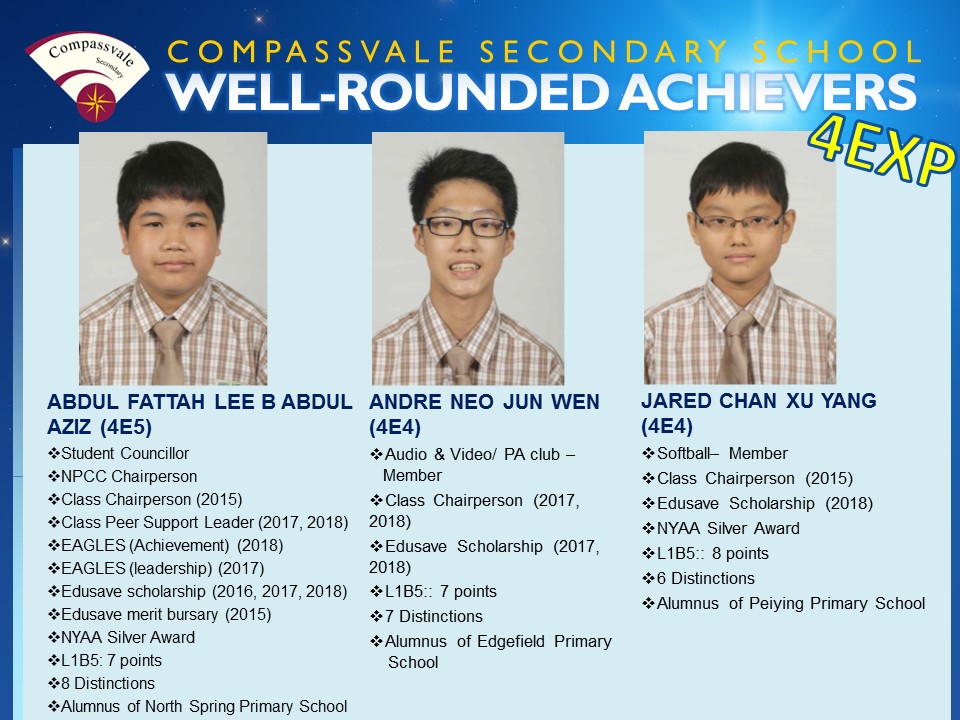 Compassvale
Secondary
COMPASSVALE SECONDARY SCHOOL
WELL-ROUNDED ACHIEVERS
4EXP
ABDUL FATTAH LEE B ABDUL
AZIZ (4E5)
❖Student Councillor
❖NPCC Chairperson
❖Class Chairperson (2015)
❖Class Peer Support Leader (2017, 2018)
❖EAGLES (Achievement) (2018)
❖EAGLES (leadership) (2017)
❖Edusave scholarship (2016, 2017, 2018)
❖Edusave merit bursary (2015)
❖NYAA Silver Award
❖L1B5: 7 points
❖8 Distinctions
❖Alumnus of North Spring Primary School
ANDRE NEO JUN WEN
(4E4)
❖Audio & Video/ PA club –
Member
❖Class Chairperson (2017,
2018)
❖Edusave Scholarship (2017,
2018)
❖L1B5:: 7 points
❖7 Distinctions
❖Alumnus of Edgefield Primary
School
JARED CHAN XU YANG
(4E4)
❖Softball– Member
❖Class Chairperson (2015)
❖Edusave Scholarship (2018)
❖NYAA Silver Award
❖L1B5:: 8 points
❖6 Distinctions
❖Alumnus of Peiying Primary School